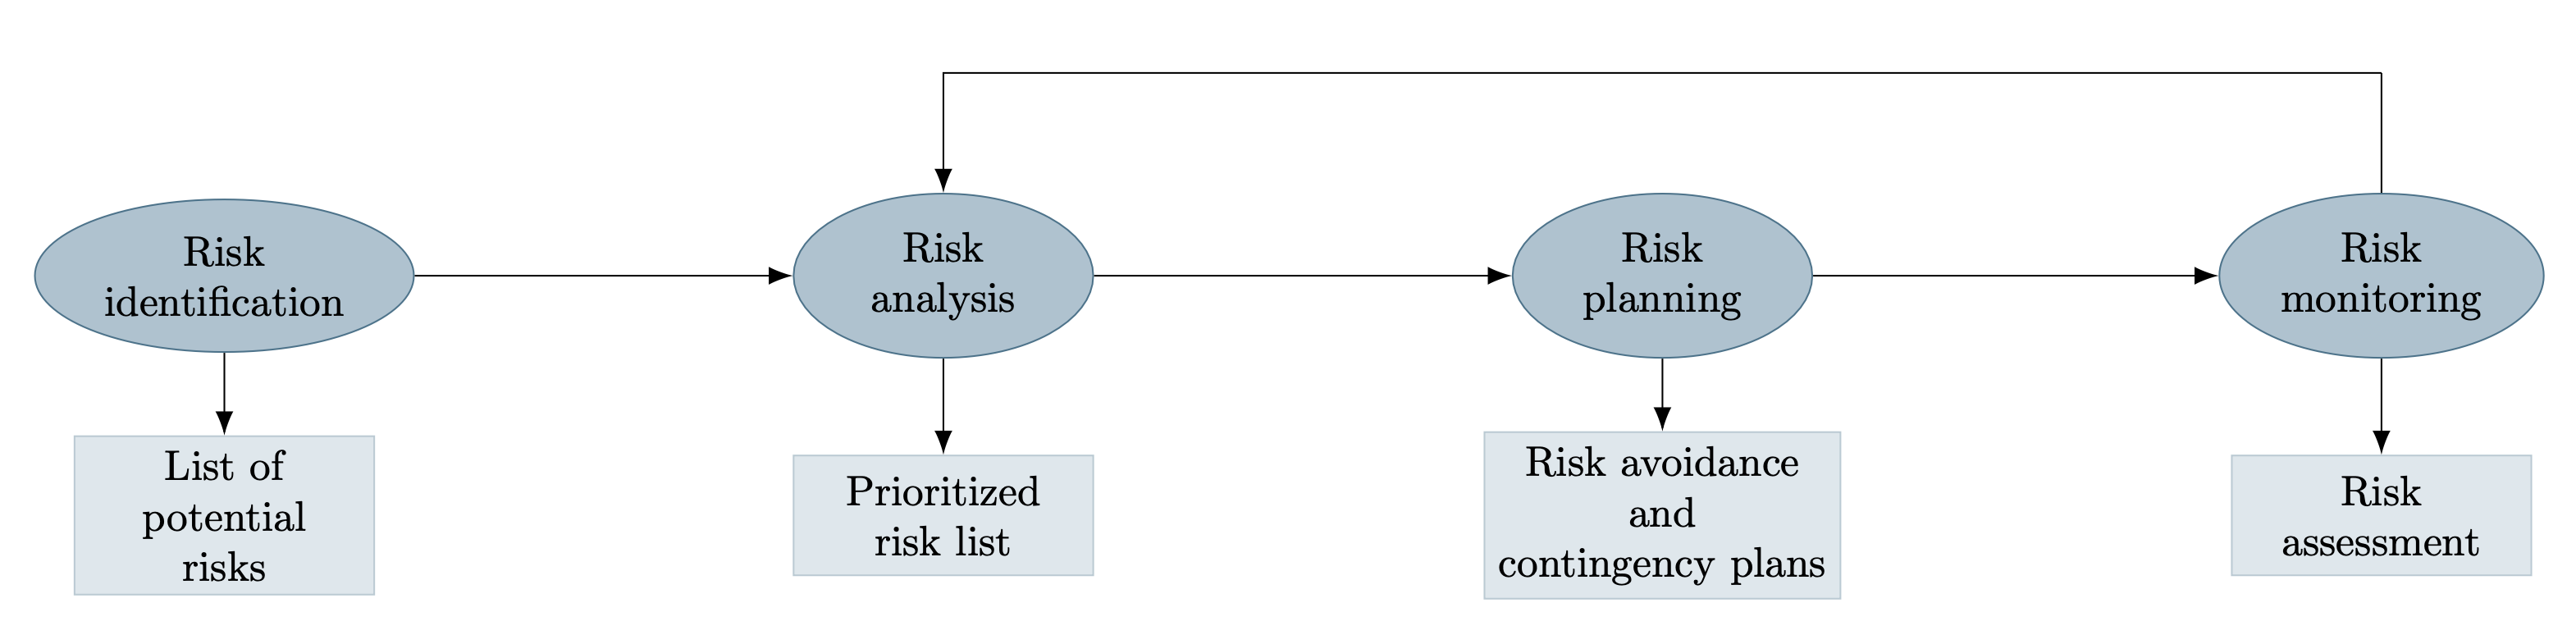 Risk
identification
Risk
analysis
Risk
planning
Risk
monitoring
List of
potential
risks
Prioritized
risk list
Risk avoidance
and
contingency plans
Risk
assessment